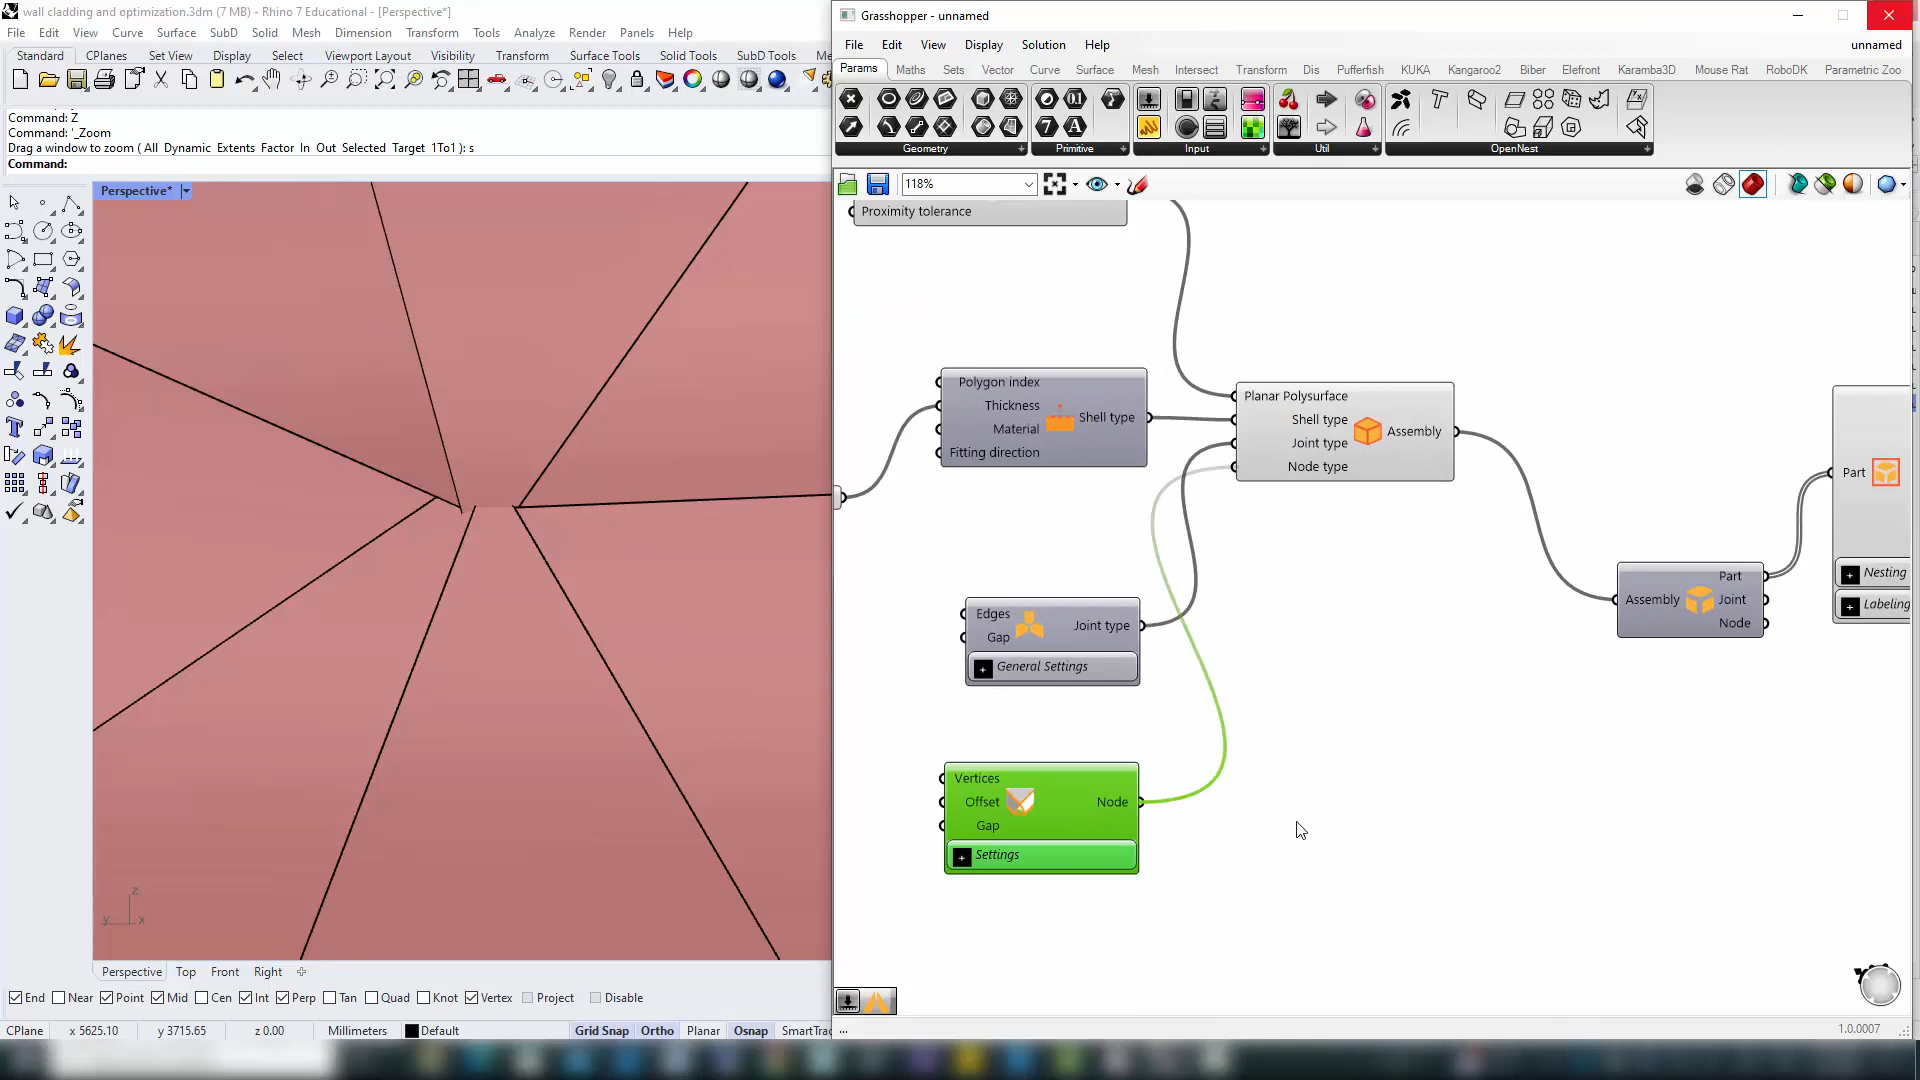 wall cladding and optimization.3dm (7 MB) - Rhino 7 Educational - [Perspective*]
File Edit View Curve Surface SubD Solid Mesh Dimension Transform Tools Analyze Render Panels Help
Standard CPlanes Set View Display Select Viewport Layout Visibility Transform Surface Tools Solid Tools SubD Tools Me
Command: Z
Command: '_Zoom
Drag a window to zoom ( All Dynamic Extents Factor In Out Selected Target 1To1 ): s
Command:
Perspective*
z
y x
Perspective Top Front Right
End Near Point Mid Cen Int Perp Tan Quad Knot Vertex Project Disable
CPlane x 5625.10 y 3715.65 z 0.00 Millimeters Default Grid Snap Ortho Planar Osnap SmartTrac
Grasshopper - unnamed
File Edit View Display Solution Help unnamed
Params Maths Sets Vector Curve Surface Mesh Intersect Transform Dis Pufferfish KUKA Kangaroo2 Biber Elefront Karamba3D Mouse Rat RoboDK Parametric Zoo
Geometry Primitive Input Util OpenNest
118%
Proximity tolerance
Polygon index
Thickness
Material
Fitting direction
Shell type
Planar Polysurface
Shell type
Joint type
Node type
Assembly
Part
Nesting
Labeling
Edges
Gap
Joint type
General Settings
Assembly
Part
Joint
Node
Vertices
Offset
Gap
Node
Settings
...
1.0.0007